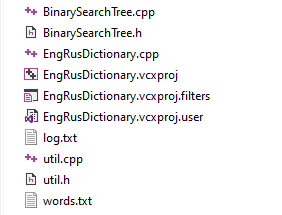 BinarySearchTree.cpp
BinarySearchTree.h
EngRusDictionary.cpp
EngRusDictionary.vcxproj
EngRusDictionary.vcxproj.filters
EngRusDictionary.vcxproj.user
log.txt
util.cpp
util.h
words.txt